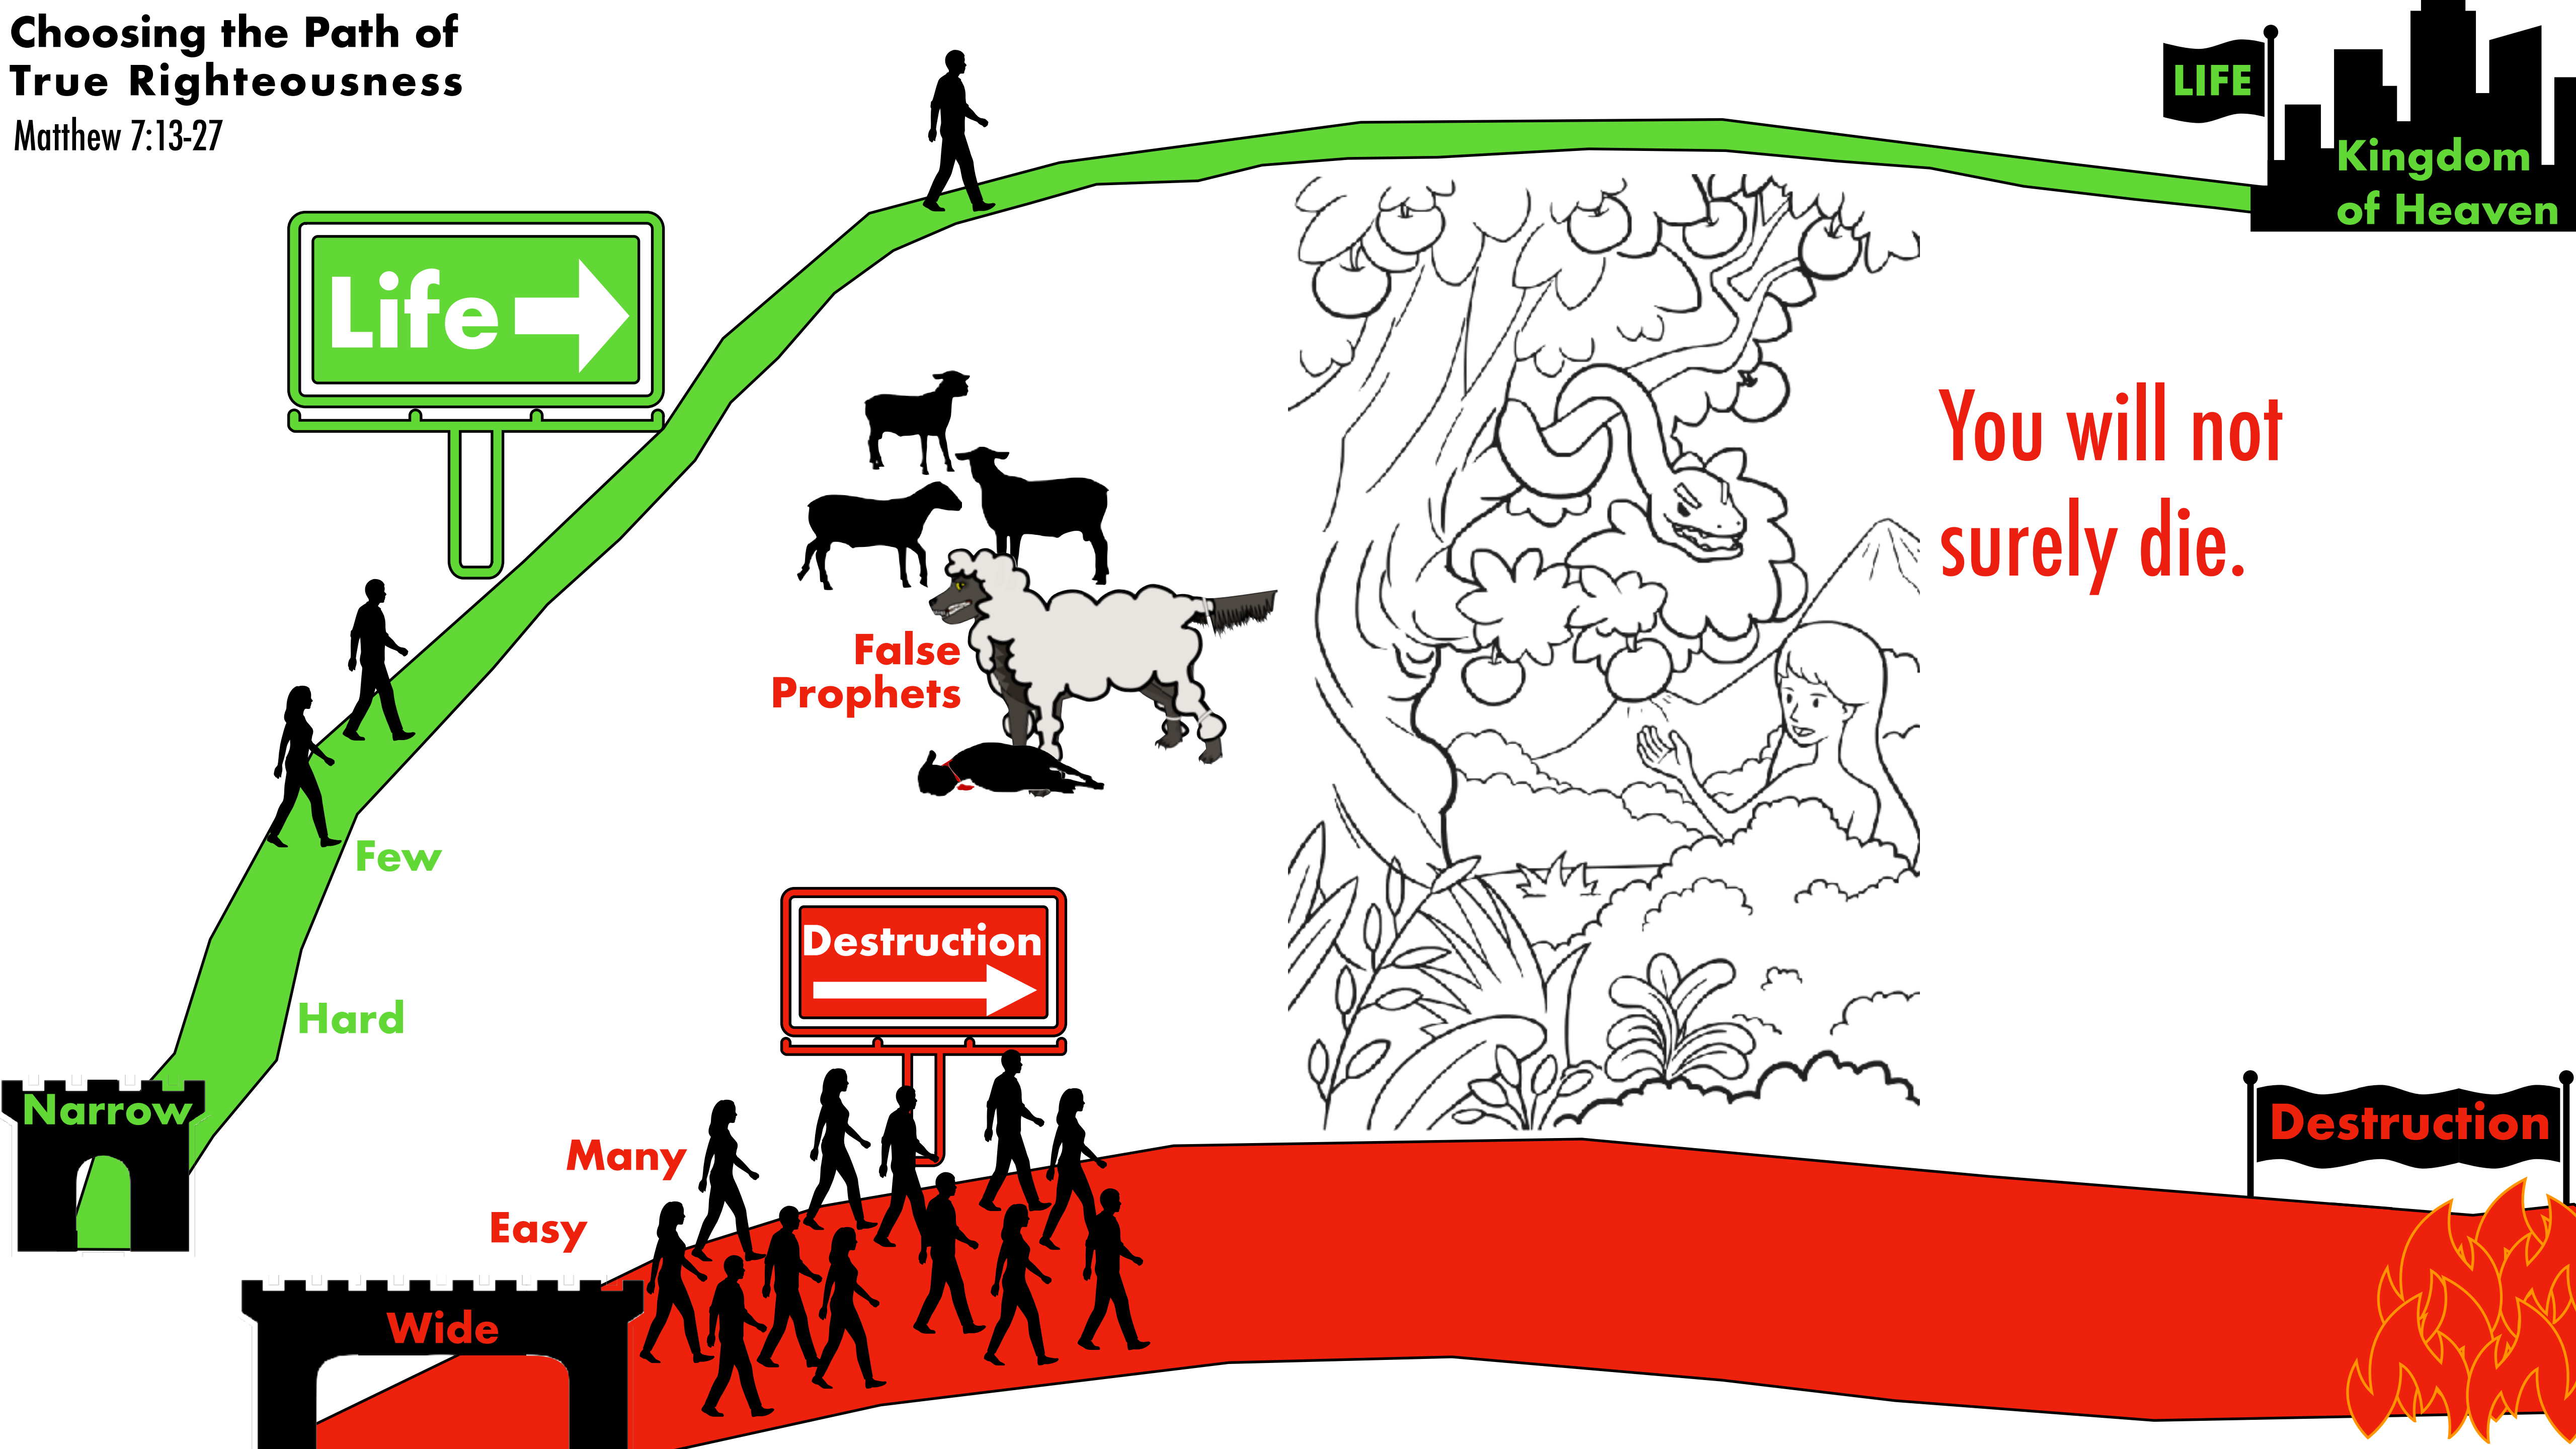 Choosing the Path of
True Righteousness
Matthew 7:13-27
LIFE
Kingdom
of Heaven
Life
You will not
surely die.
False
Prophets
Few
Hard
Narrow
Destruction
Many
Easy
Wide
Destruction